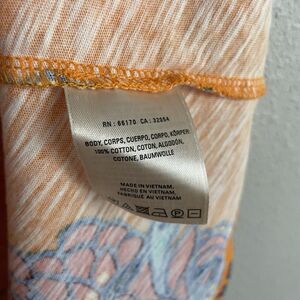 RN : 66170 CA : 32954
BODY, CORPS, CUERPO, CORPO, KÖRPER
100% COTTON, COTON, ALGODÓN,
COTONE, BAUMWOLLE
MADE IN VIETNAM,
HECHO EN VIETNAM,
FABRIQUÉ AU VIETNAM